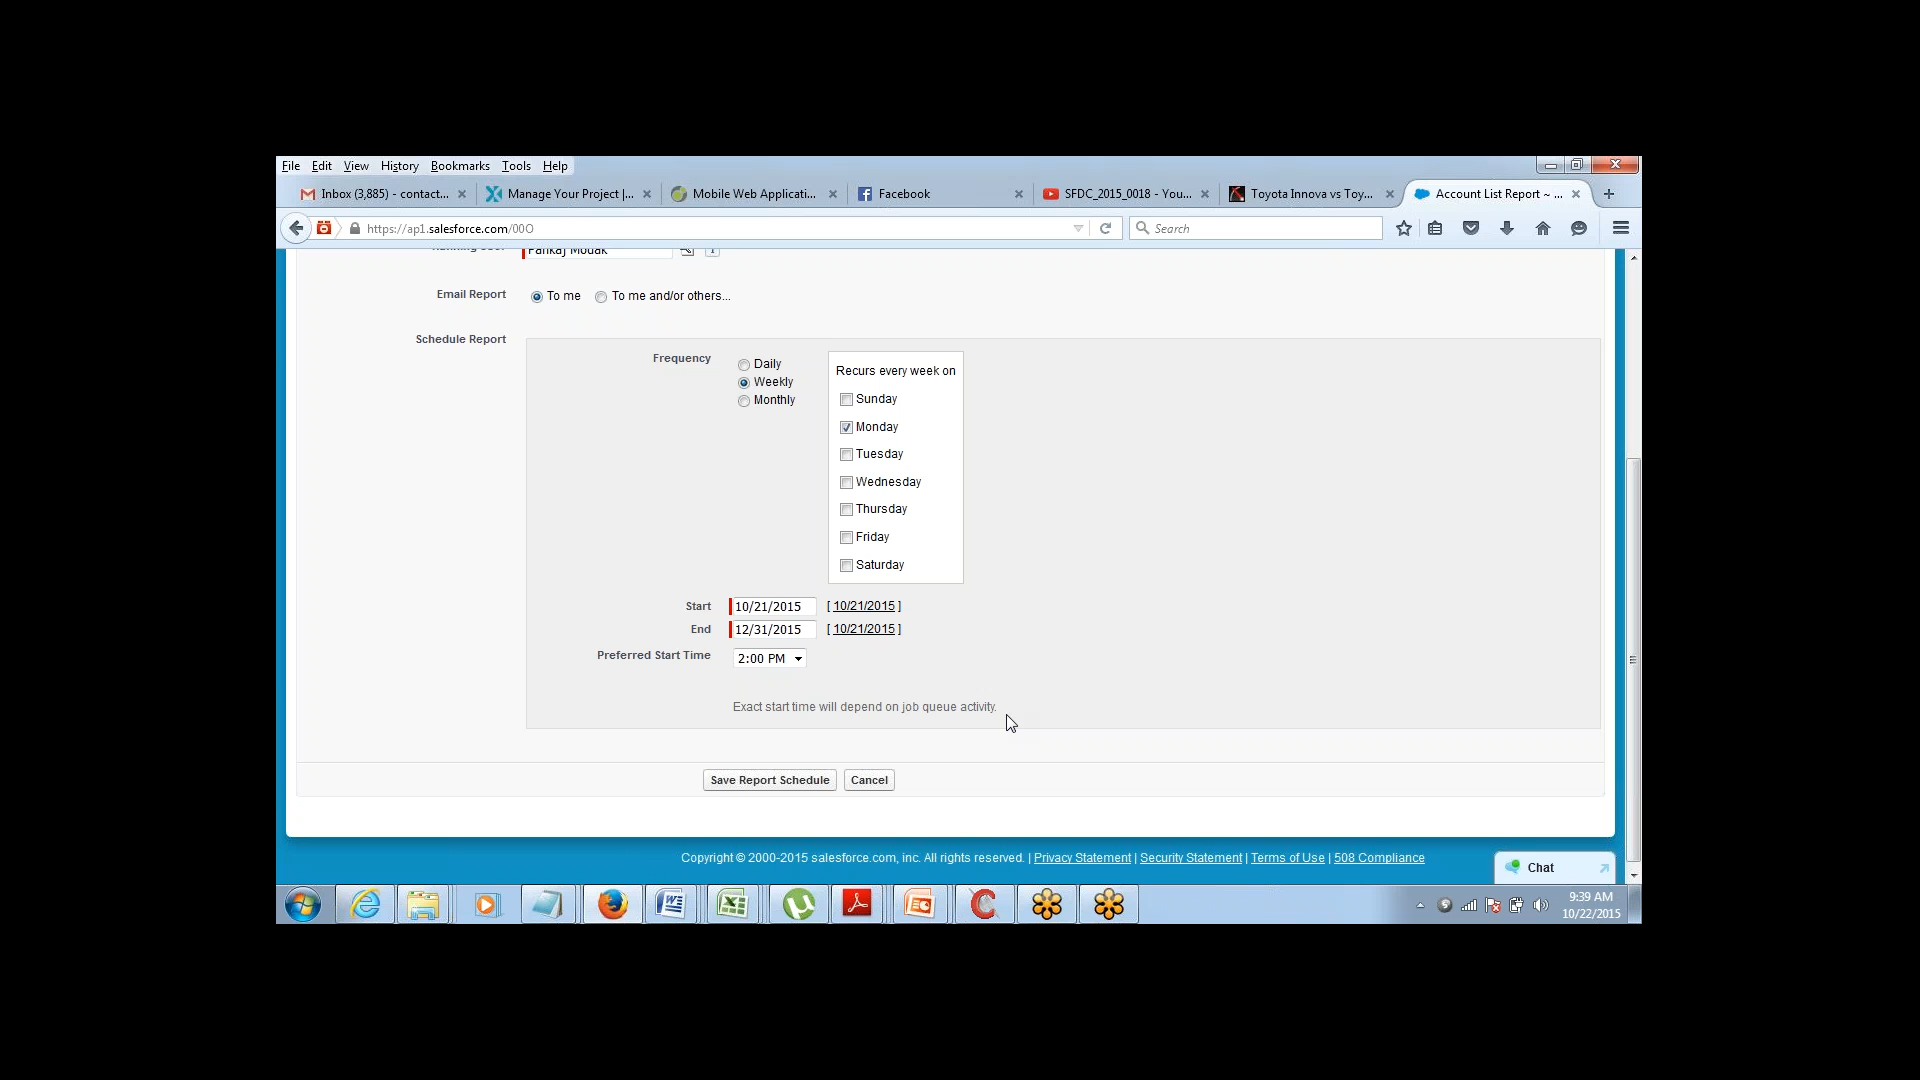 File Edit View History Bookmarks Tools Help
Inbox (3,885) - contact... Manage Your Project |... Mobile Web Applicati... Facebook SFDC_2015_0018 - You... Toyota Innova vs Toy... Account List Report ~ ...
https://ap1.salesforce.com/00O Search
Pankaj Modak
Email Report To me To me and/or others...
Schedule Report
Frequency Daily
Weekly
Monthly
Recurs every week on
Sunday
Monday
Tuesday
Wednesday
Thursday
Friday
Saturday
Start 10/21/2015 [ 10/21/2015 ]
End 12/31/2015 [ 10/21/2015 ]
Preferred Start Time 2:00 PM
Exact start time will depend on job queue activity.
Save Report Schedule Cancel
Copyright © 2000-2015 salesforce.com, inc. All rights reserved. | Privacy Statement | Security Statement | Terms of Use | 508 Compliance
Chat
9:39 AM
10/22/2015